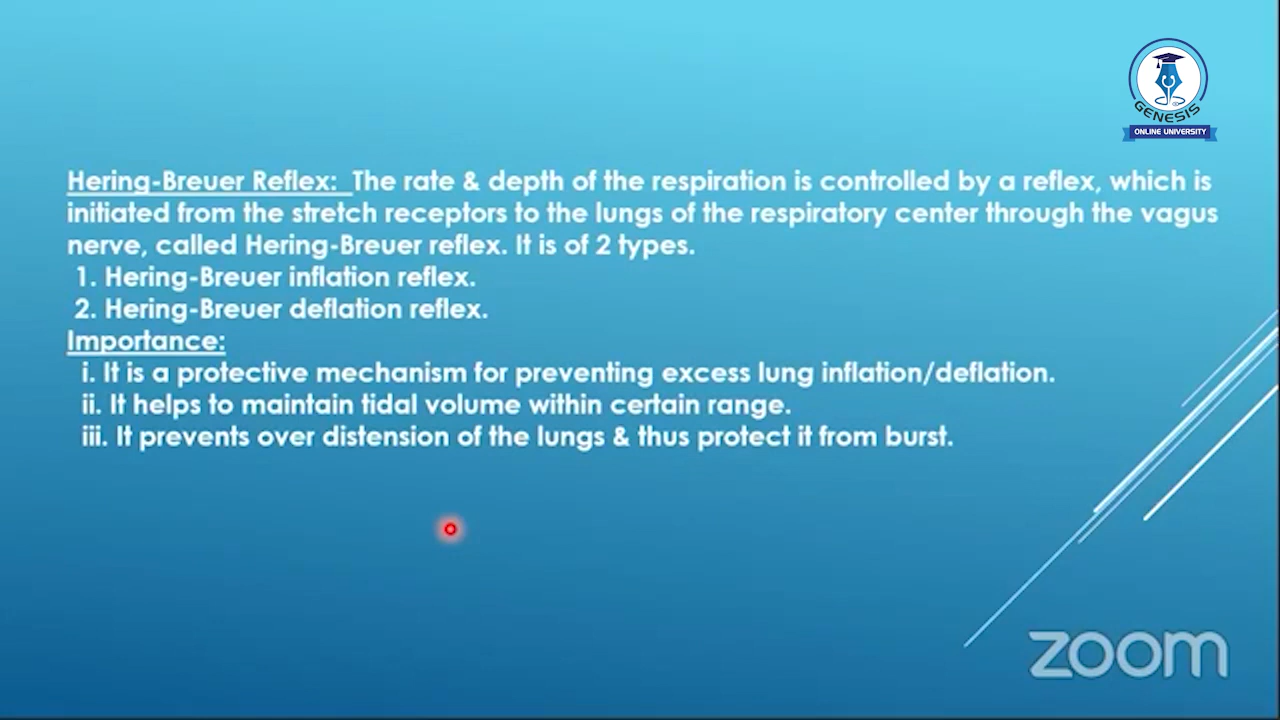 GENESIS
ONLINE UNIVERSITY
Hering-Breuer Reflex: The rate & depth of the respiration is controlled by a reflex, which is
initiated from the stretch receptors to the lungs of the respiratory center through the vagus
nerve, called Hering-Breuer reflex. It is of 2 types.
1. Hering-Breuer inflation reflex.
2. Hering-Breuer deflation reflex.
Importance:
i. It is a protective mechanism for preventing excess lung inflation/deflation.
ii. It helps to maintain tidal volume within certain range.
iii. It prevents over distension of the lungs & thus protect it from burst.
zoom